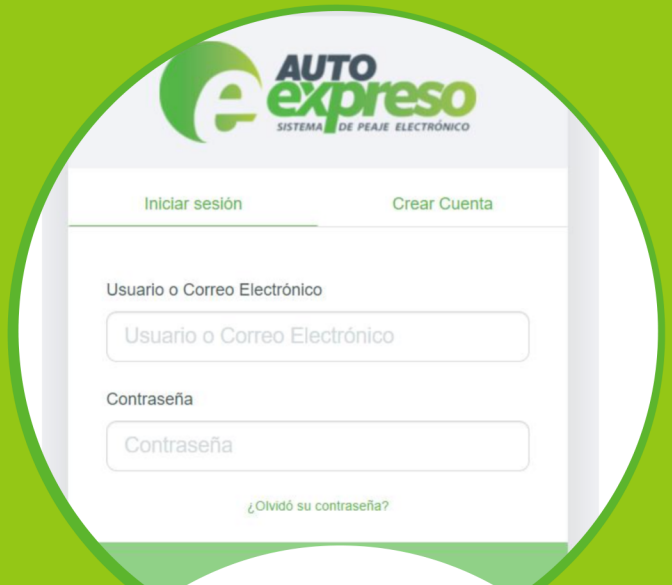 AUTO
expreso
SISTEMA DE PEAJE ELECTRÓNICO
Iniciar sesión
Crear Cuenta
Usuario o Correo Electrónico
Usuario o Correo Electrónico
Contraseña
Contraseña
¿Olvidó su contraseña?